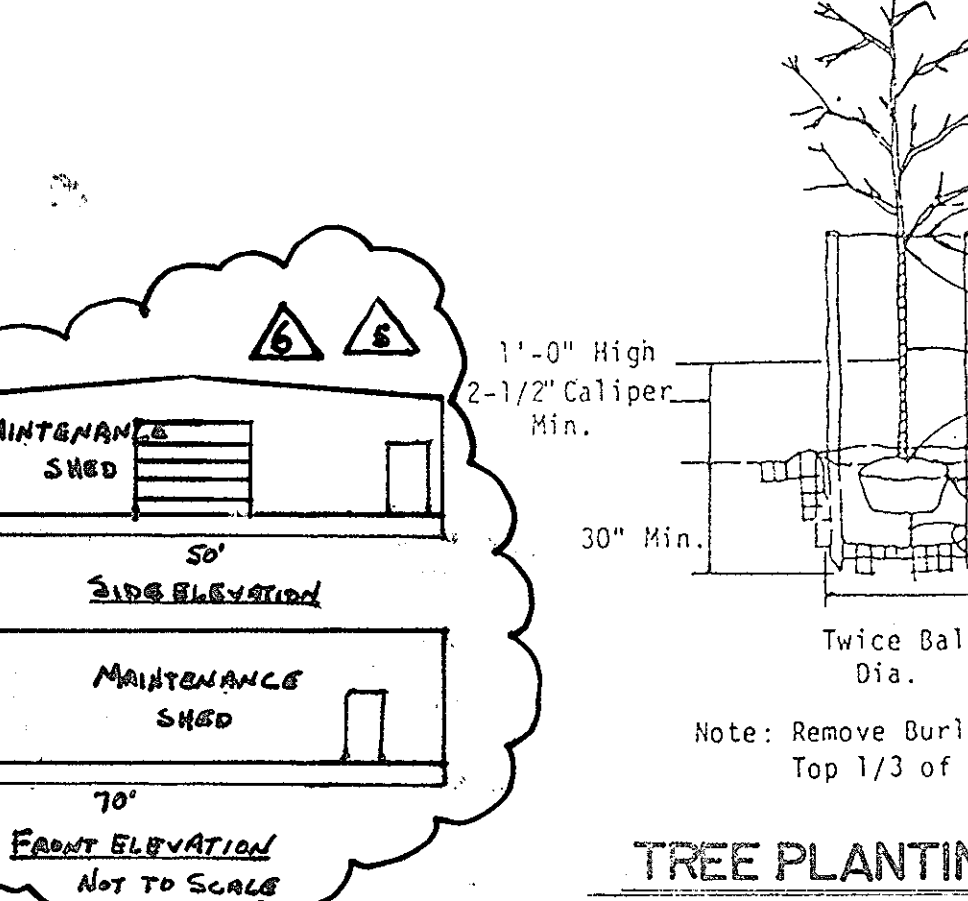 6 5
MAINTENANCE
SHED
50'
SIDE ELEVATION
MAINTENANCE
SHED
70'
FRONT ELEVATION
NOT TO SCALE
1'-0" High
2-1/2" Caliper
Min.
30" Min.
Twice Bal
Dia.
Note: Remove Burl
Top 1/3 of
TREE PLANTIN